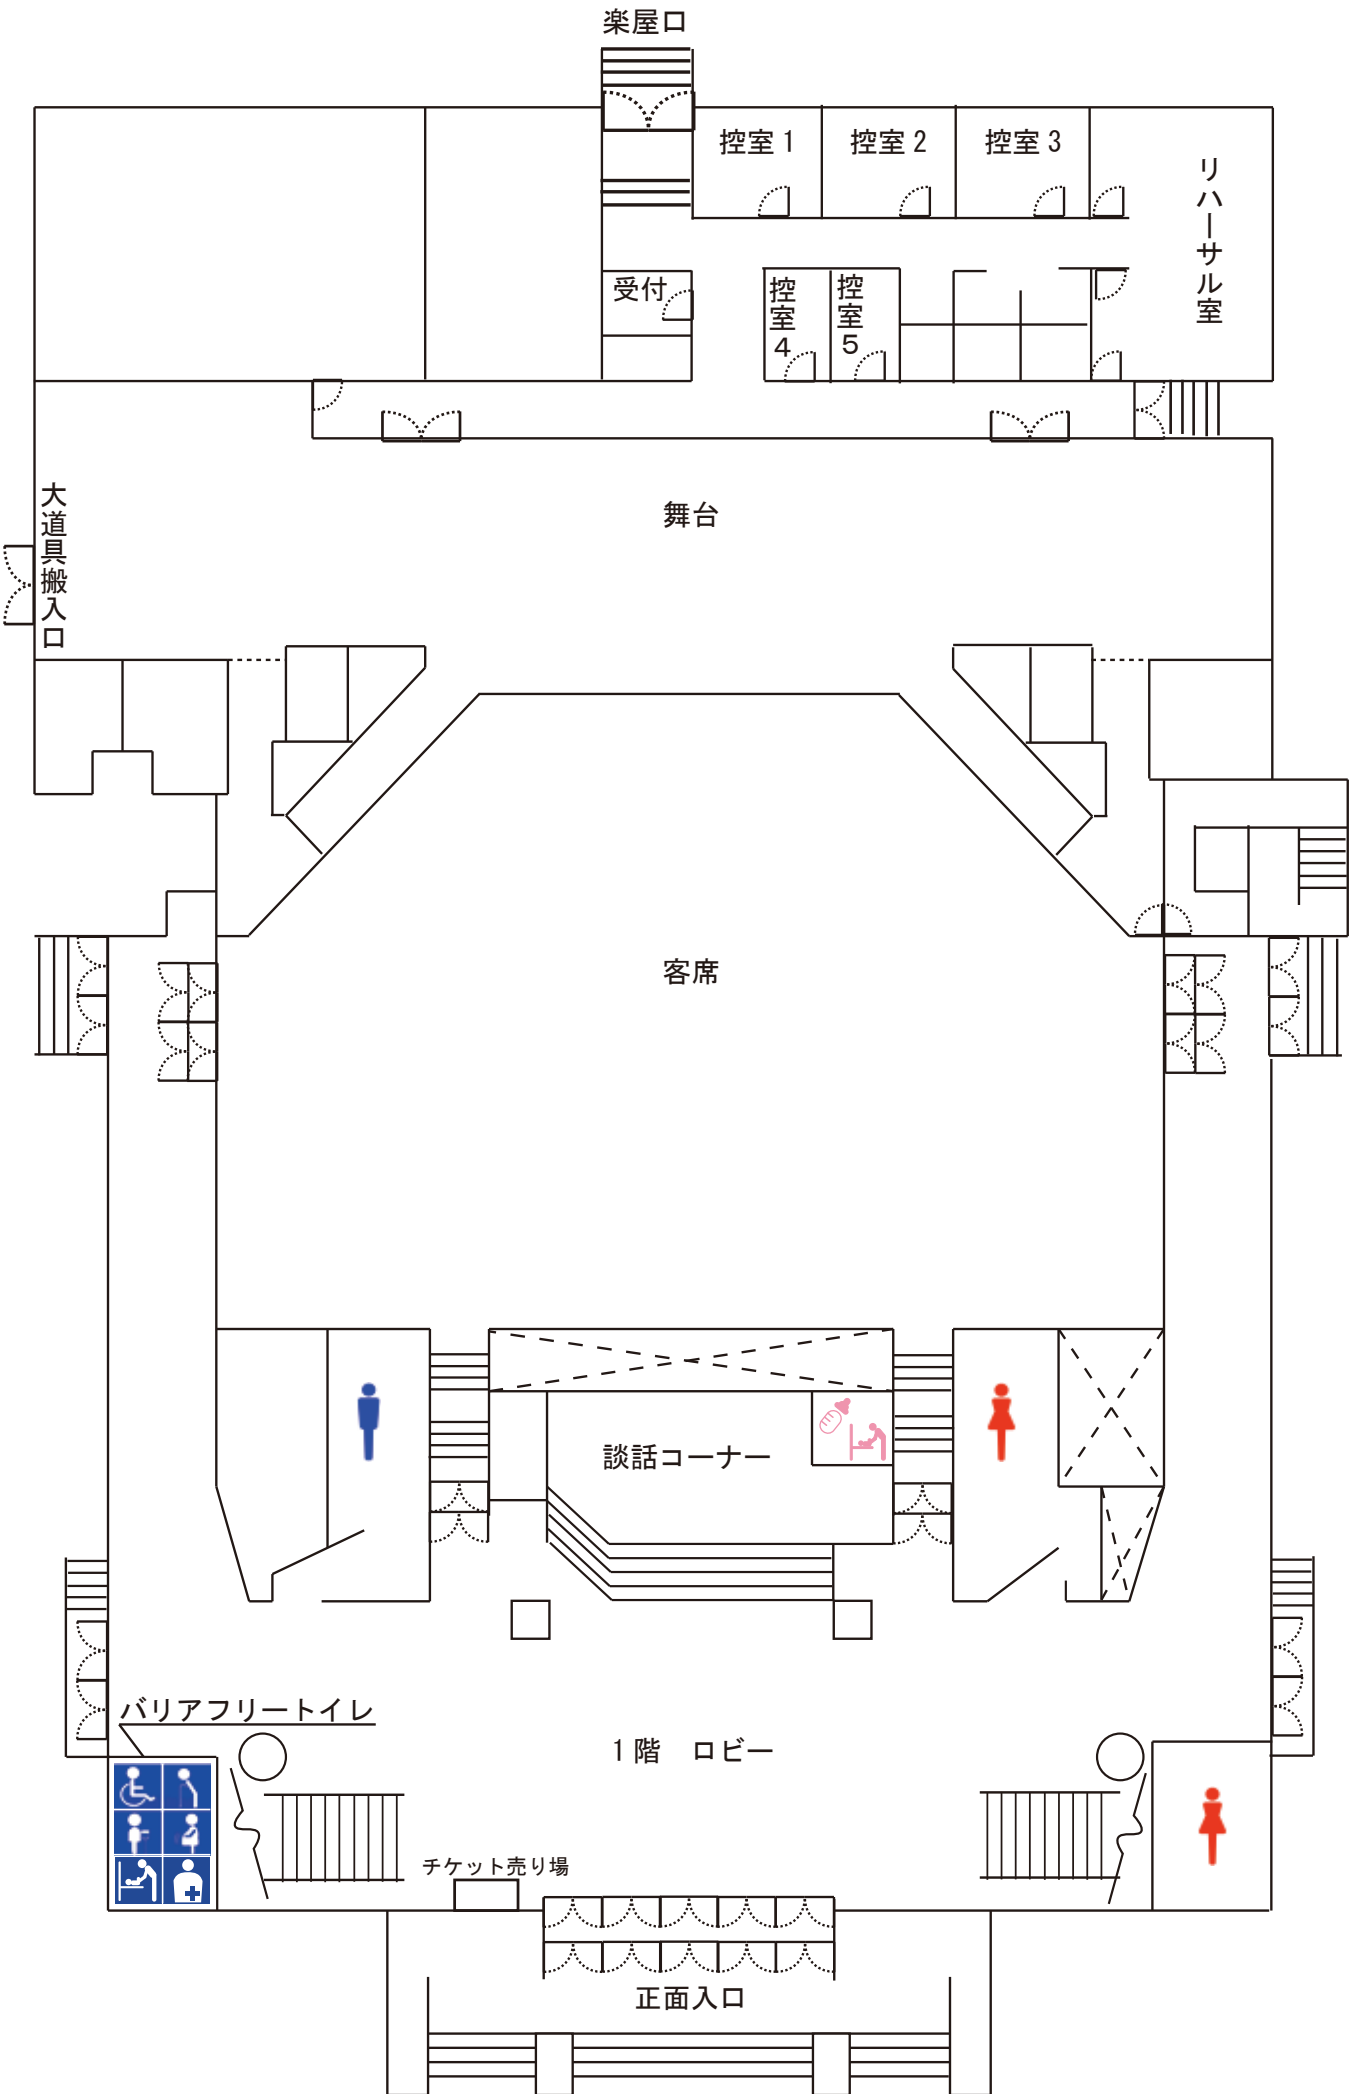 楽屋口
控室1
控室2
控室3
リハーサル室
受付
控室4
控室5
大道具搬入口
舞台
客席
談話コーナー
バリアフリートイレ
1階　ロビー
チケット売り場
正面入口